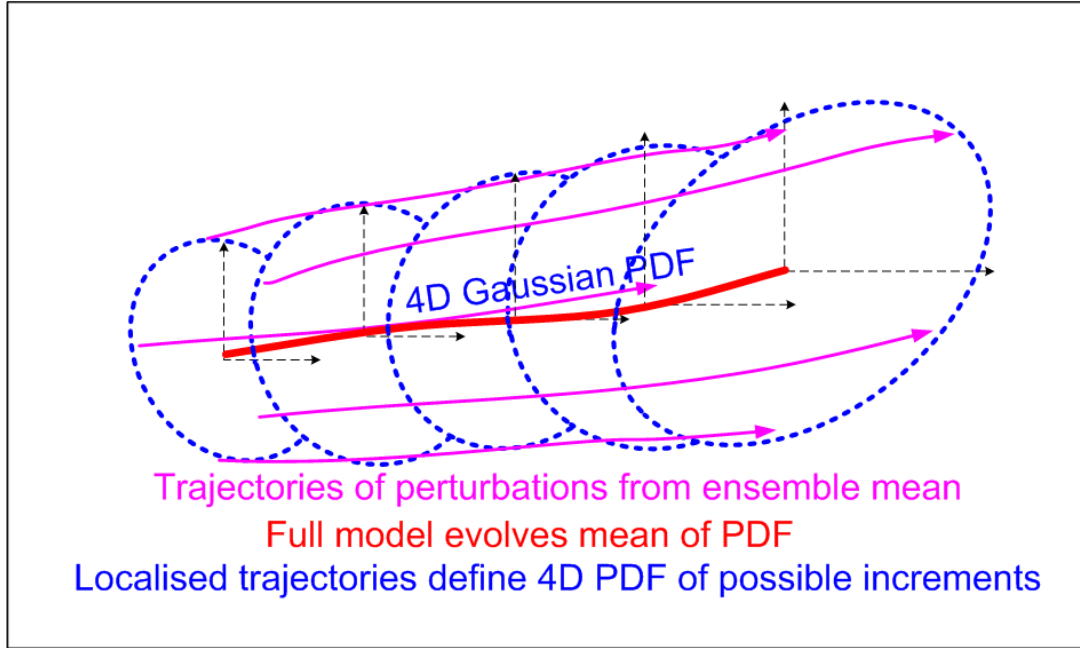 4D Gaussian PDF
Trajectories of perturbations from ensemble mean
Full model evolves mean of PDF
Localised trajectories define 4D PDF of possible increments